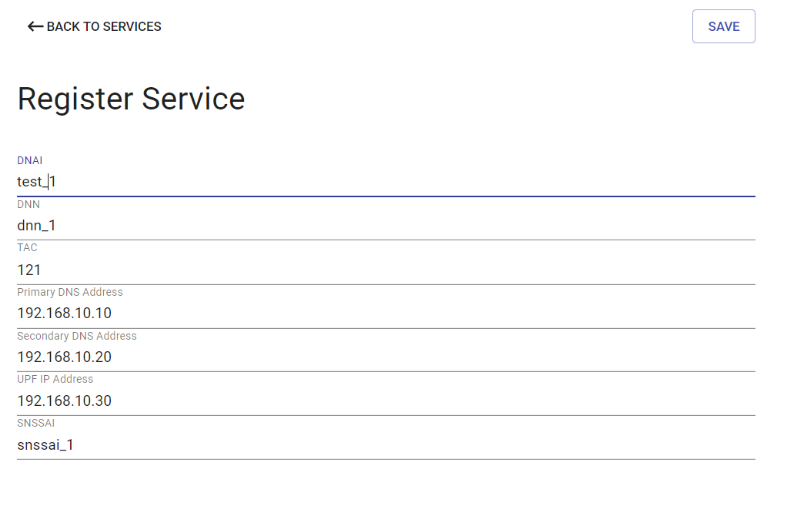 BACK TO SERVICES
SAVE
Register Service
DNAI
test_1
DNN
dnn_1
TAC
121
Primary DNS Address
192.168.10.10
Secondary DNS Address
192.168.10.20
UPF IP Address
192.168.10.30
SNSSAI
snssai_1